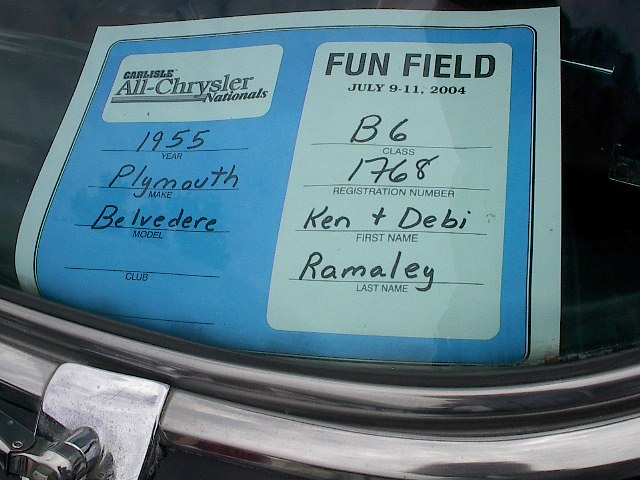 CARLISLE
All-Chrysler
Nationals
1955
YEAR
Plymouth
MAKE
Belvedere
MODEL
CLUB
FUN FIELD
JULY 9-11, 2004
B6
CLASS
1768
REGISTRATION NUMBER
Ken + Debi
FIRST NAME
Ramaley
LAST NAME